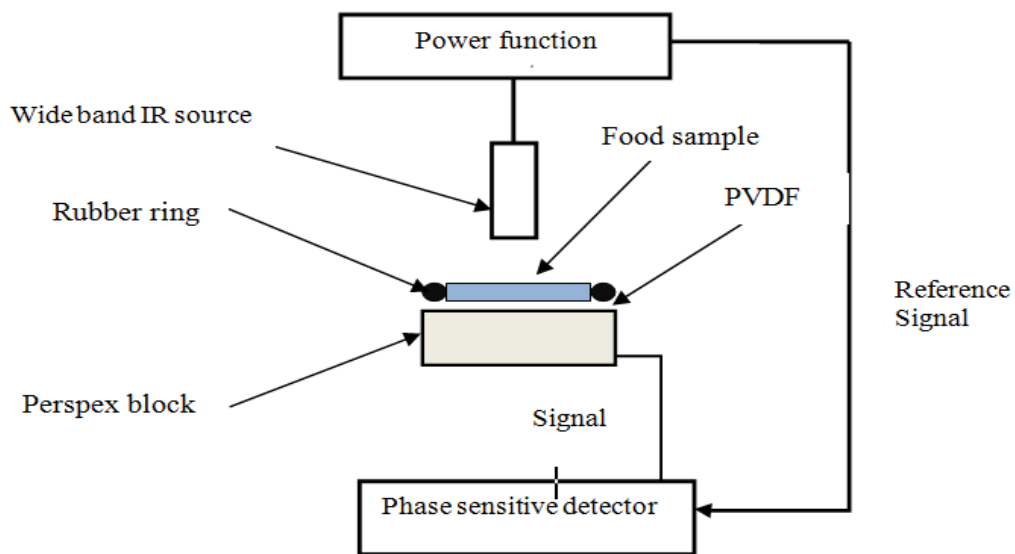 Power function
Wide band IR source
Food sample
PVDF
Rubber ring
Reference
Signal
Perspex block
Signal
Phase sensitive detector